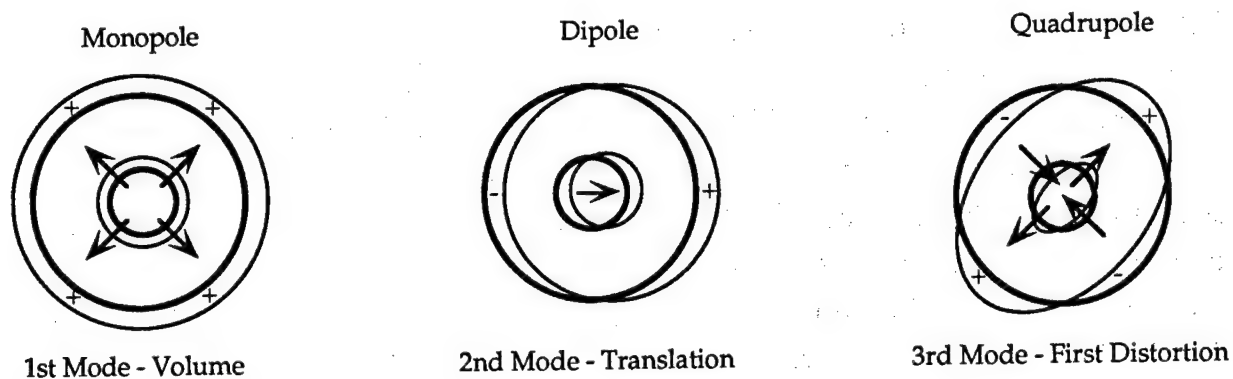 Monopole
Dipole
Quadrupole
+ +
+ +
- +
- +
+ -
1st Mode - Volume
2nd Mode - Translation
3rd Mode - First Distortion